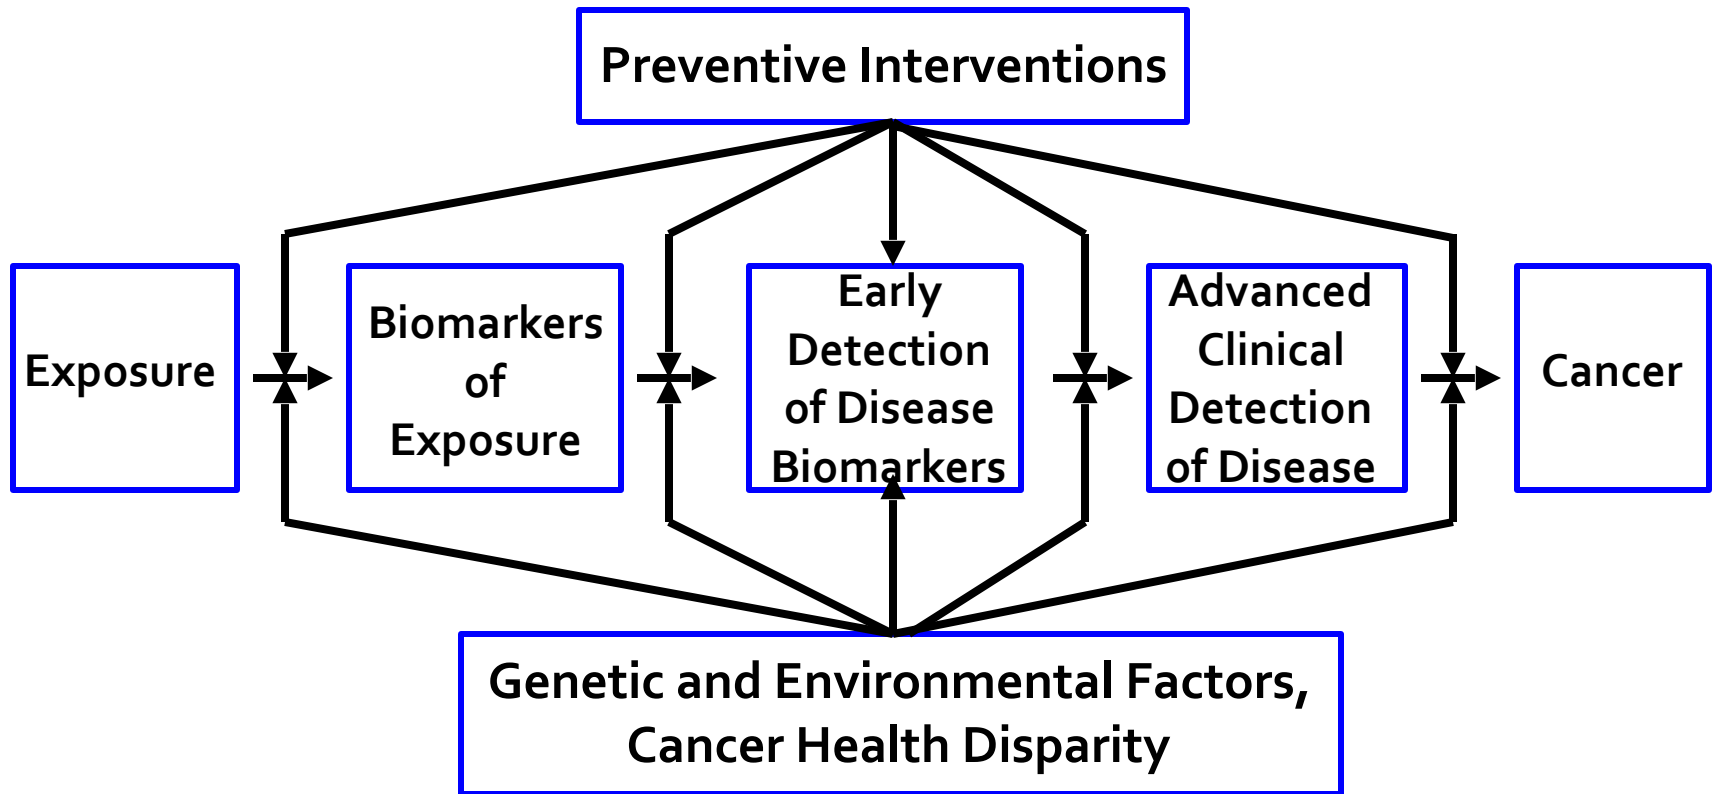 Preventive Interventions
Exposure
Biomarkers
of
Exposure
Early
Detection
of Disease
Biomarkers
Advanced
Clinical
Detection
of Disease
Cancer
Genetic and Environmental Factors,
Cancer Health Disparity